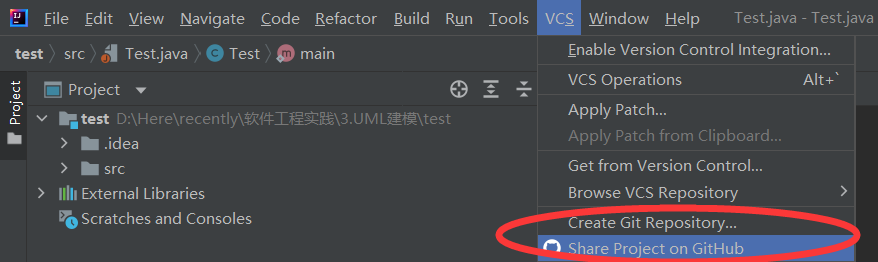 File Edit View Navigate Code Refactor Build Run Tools VCS Window Help Test.java - Test.java
test src Test.java Test main
Project
Project
test D:\Here\recently\软件工程实践\3.UML建模\test
.idea
src
External Libraries
Scratches and Consoles
Enable Version Control Integration...
VCS Operations Alt+`
Apply Patch...
Apply Patch from Clipboard...
Get from Version Control...
Browse VCS Repository
Create Git Repository...
Share Project on GitHub